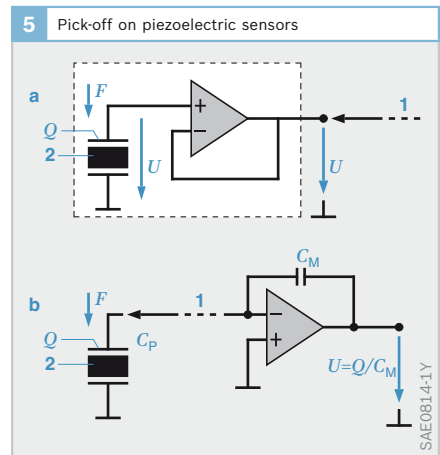 5 Pick-off on piezoelectric sensors
a
F
+
1
Q
−
2
U
U
C_M
b
F
1
−
Q
C_P
+
2
U=Q/C_M
SAE0814-1Y